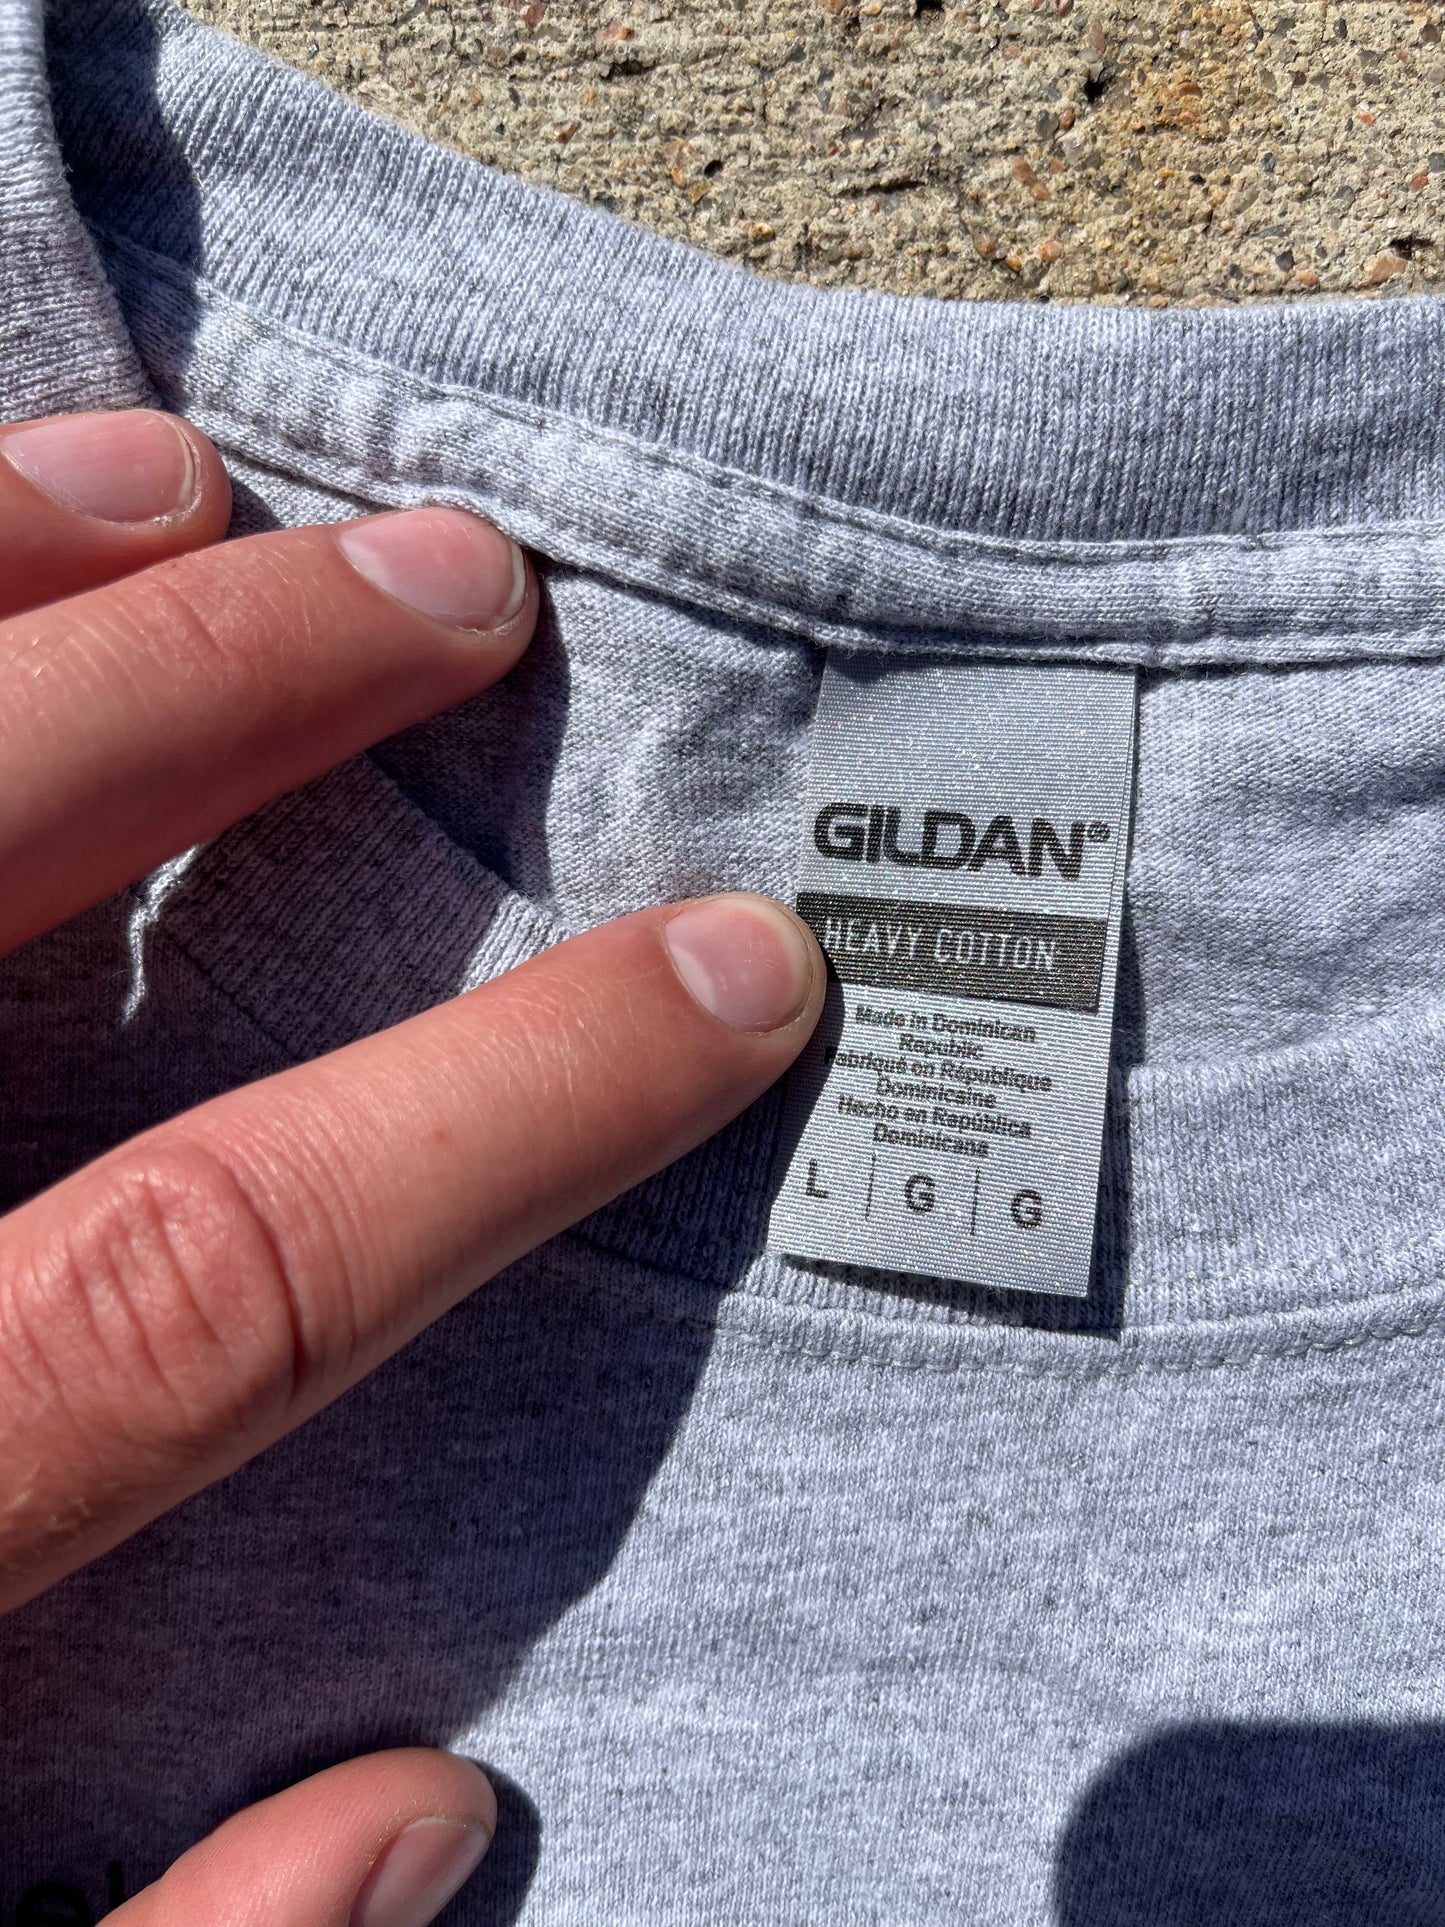 GILDAN®
HEAVY COTTON
Made in Dominican
Republic
Fabriqué en République
Dominicaine
Hecho en República
Dominicana
L | G | G